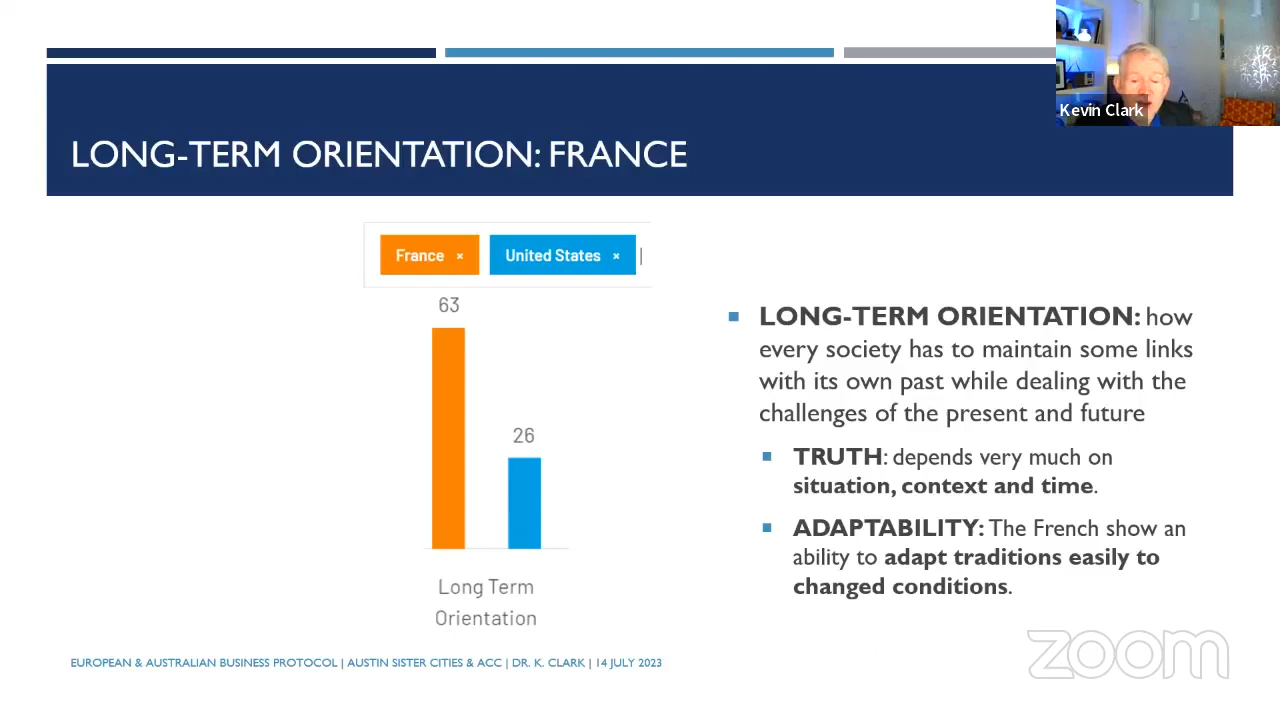 Kevin Clark
LONG-TERM ORIENTATION: FRANCE
France ×
United States ×
63
26
Long Term
Orientation
LONG-TERM ORIENTATION: how
every society has to maintain some links
with its own past while dealing with the
challenges of the present and future
TRUTH: depends very much on
situation, context and time.
ADAPTABILITY: The French show an
ability to adapt traditions easily to
changed conditions.
EUROPEAN & AUSTRALIAN BUSINESS PROTOCOL | AUSTIN SISTER CITIES & ACC | DR. K. CLARK | 14 JULY 2023
zoom